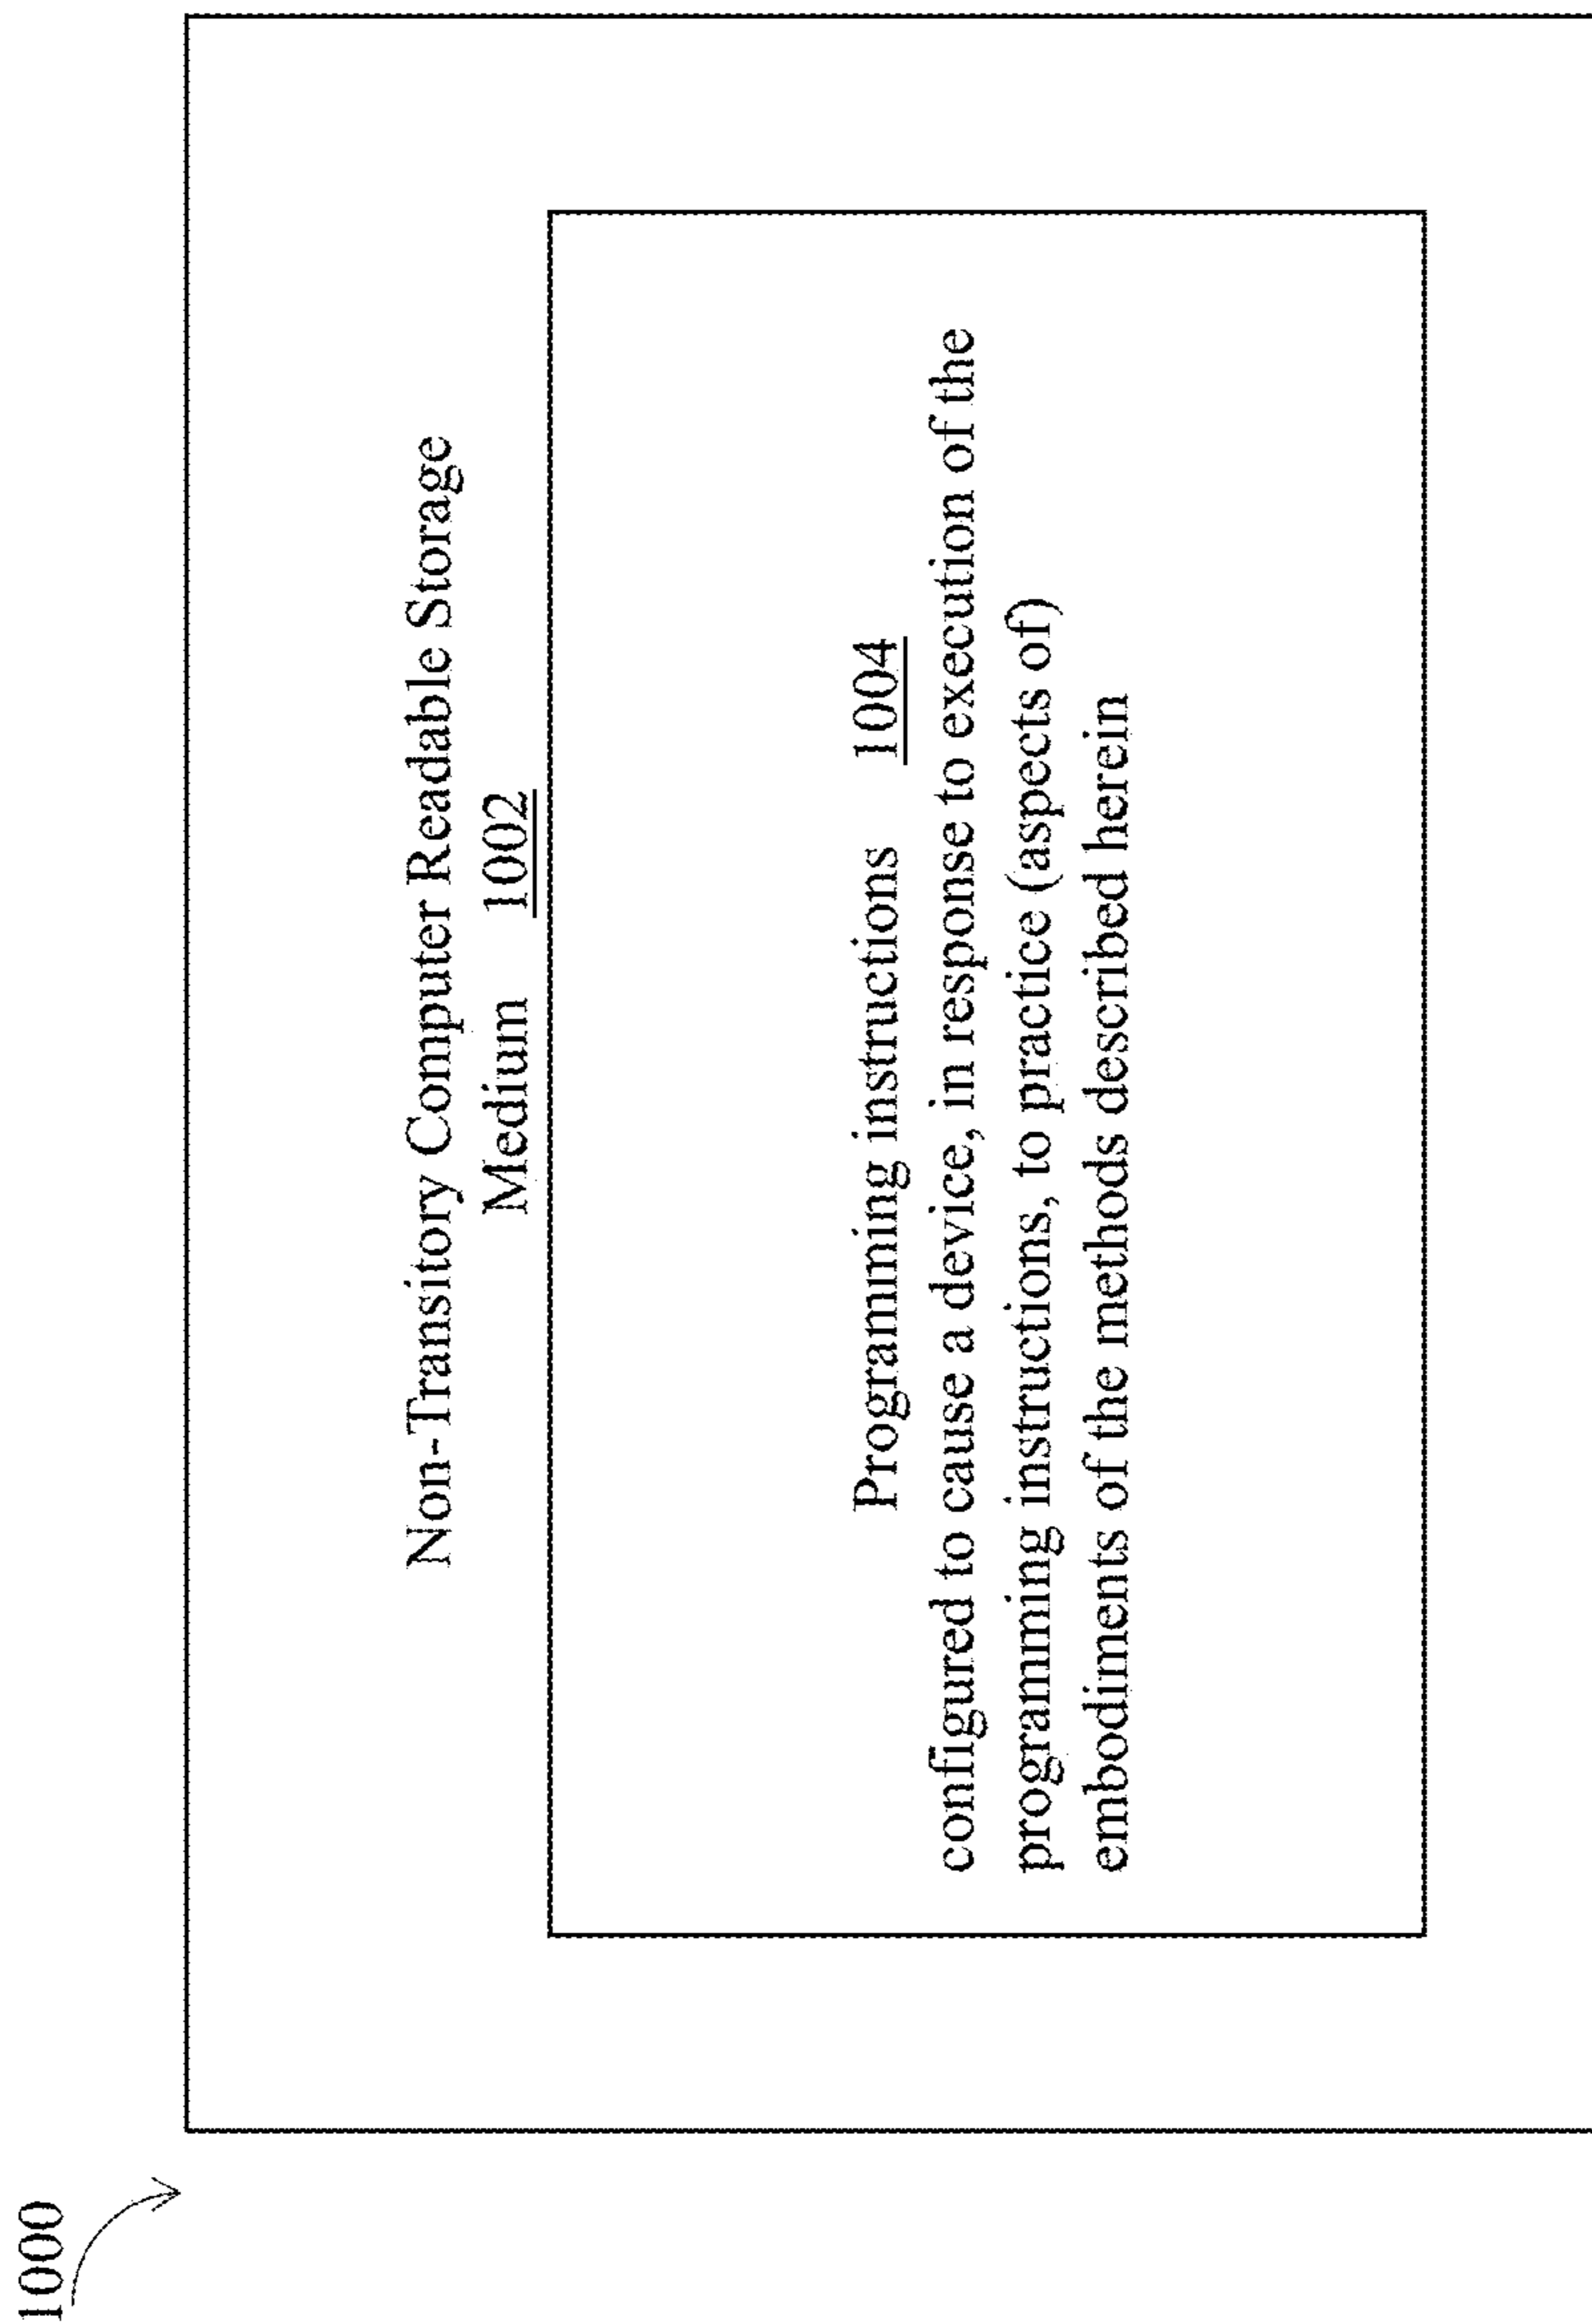 1000
Non-Transitory Computer Readable Storage
Medium 1002
Programming instructions 1004
configured to cause a device, in response to execution of the
programming instructions, to practice (aspects of)
embodiments of the methods described herein